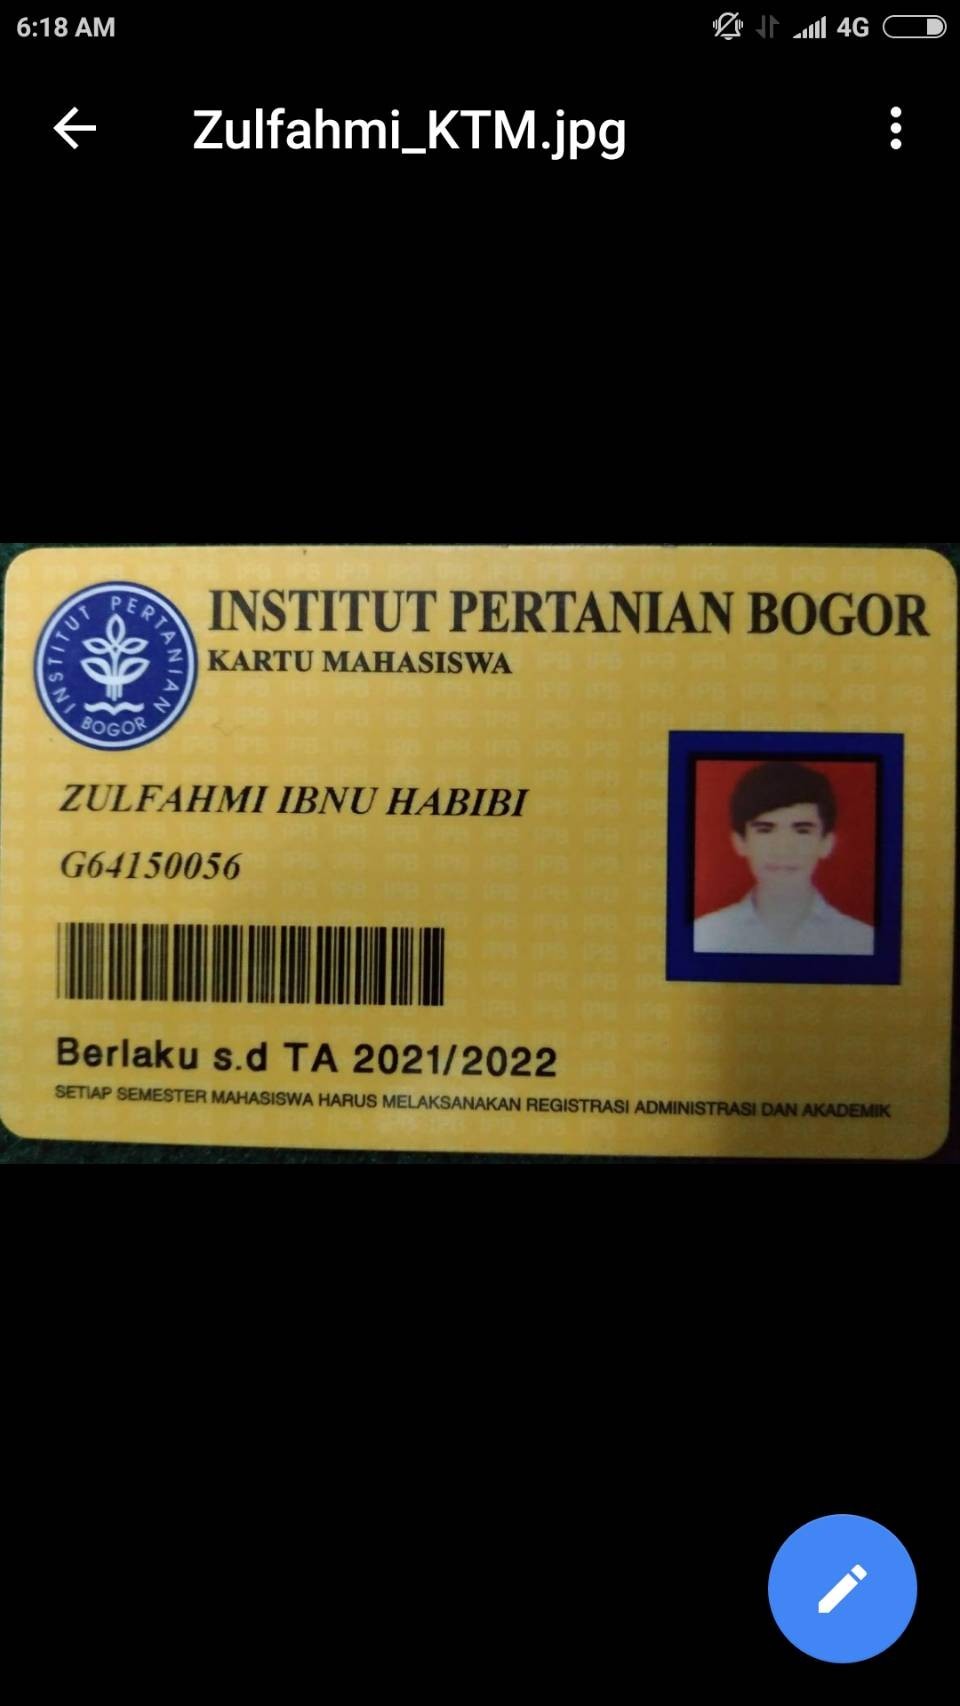 6:18 AM 4G
Zulfahmi_KTM.jpg
INSTITUT PERTANIAN BOGOR
KARTU MAHASISWA
INSTITUT PERTANIAN BOGOR
ZULFAHMI IBNU HABIBI
G64150056
Berlaku s.d TA 2021/2022
SETIAP SEMESTER MAHASISWA HARUS MELAKSANAKAN REGISTRASI ADMINISTRASI DAN AKADEMIK